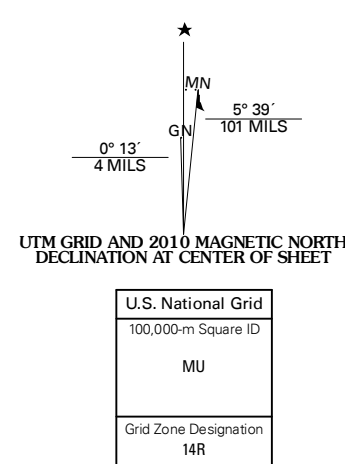 ★
MN
5° 39´
101 MILS
GN
0° 13´
4 MILS
UTM GRID AND 2010 MAGNETIC NORTH
DECLINATION AT CENTER OF SHEET
U.S. National Grid
100,000-m Square ID
MU
Grid Zone Designation
14R